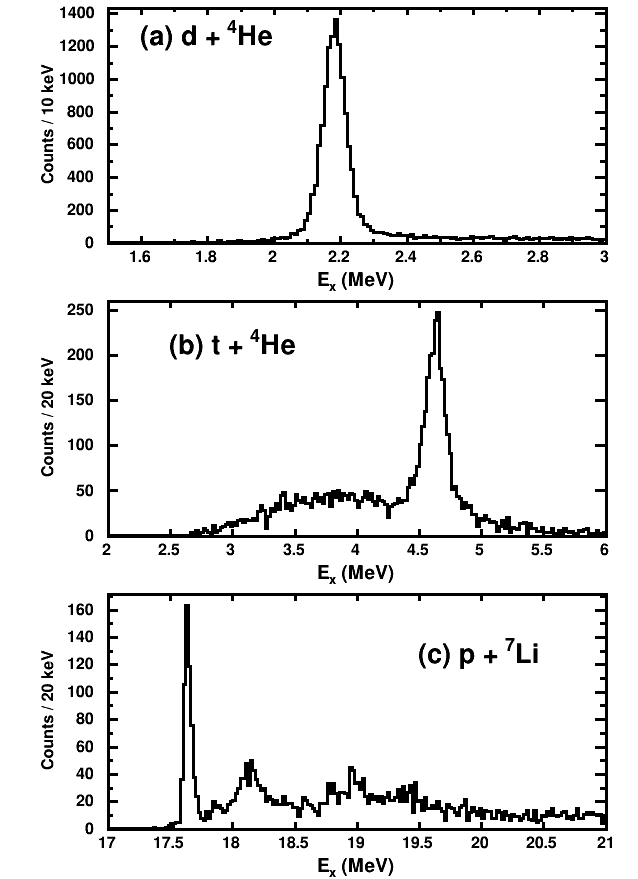 (a) d + ⁴He
Counts / 10 keV
1400
1200
1000
800
600
400
200
0
1.6 1.8 2 2.2 2.4 2.6 2.8 3
Eₓ (MeV)
(b) t + ⁴He
Counts / 20 keV
250
200
150
100
50
0
2 2.5 3 3.5 4 4.5 5 5.5 6
Eₓ (MeV)
(c) p + ⁷Li
Counts / 20 keV
160
140
120
100
80
60
40
20
0
17 17.5 18 18.5 19 19.5 20 20.5 21
Eₓ (MeV)